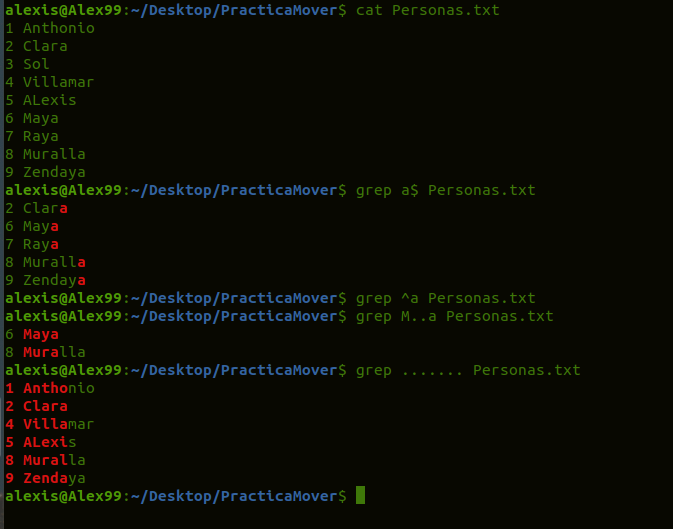 alexis@Alex99:~/Desktop/PracticaMover$ cat Personas.txt
1 Anthonio
2 Clara
3 Sol
4 Villamar
5 ALexis
6 Maya
7 Raya
8 Muralla
9 Zendaya
alexis@Alex99:~/Desktop/PracticaMover$ grep a$ Personas.txt
2 Clara
6 Maya
7 Raya
8 Muralla
9 Zendaya
alexis@Alex99:~/Desktop/PracticaMover$ grep ^a Personas.txt
alexis@Alex99:~/Desktop/PracticaMover$ grep M..a Personas.txt
6 Maya
8 Muralla
alexis@Alex99:~/Desktop/PracticaMover$ grep ....... Personas.txt
1 Anthonio
2 Clara
4 Villamar
5 ALexis
8 Muralla
9 Zendaya
alexis@Alex99:~/Desktop/PracticaMover$